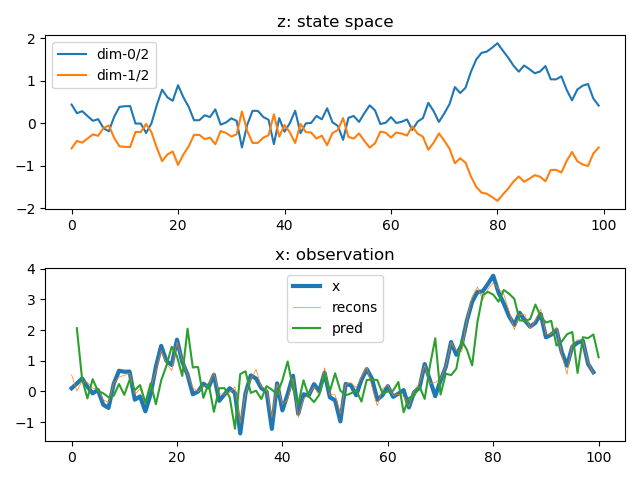 z: state space
2
1
0
−1
−2
dim-0/2
dim-1/2
0 20 40 60 80 100
x: observation
4
3
2
1
0
−1
x
recons
pred
0 20 40 60 80 100